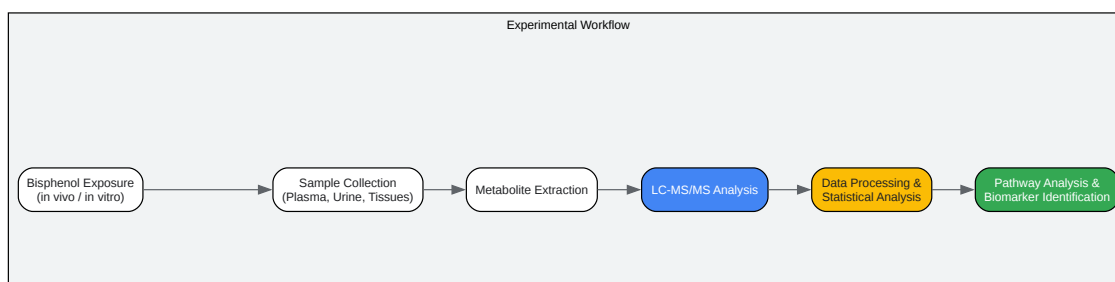 Experimental Workflow
Bisphenol Exposure
(in vivo / in vitro)
Sample Collection
(Plasma, Urine, Tissues)
Metabolite Extraction
LC-MS/MS Analysis
Data Processing &
Statistical Analysis
Pathway Analysis &
Biomarker Identification